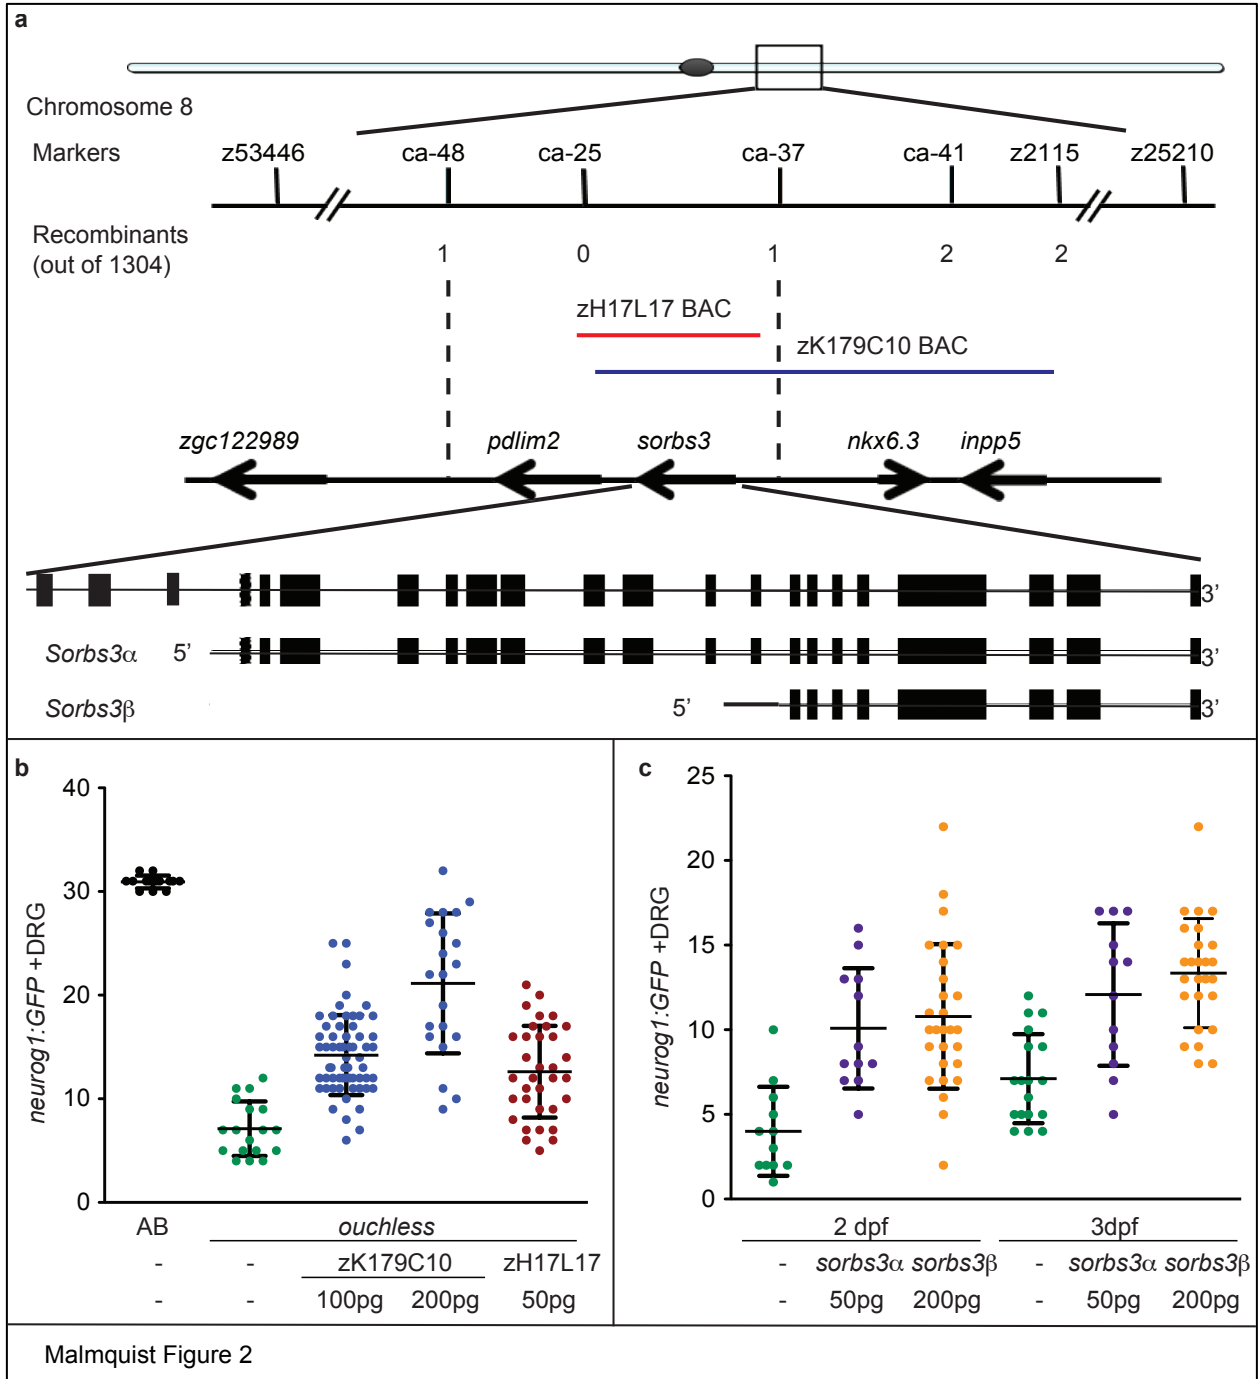 a
Chromosome 8
Markers z53446 ca-48 ca-25 ca-37 ca-41 z2115 z25210
Recombinants
(out of 1304) 1 0 1 2 2
zH17L17 BAC
zK179C10 BAC
zgc122989 pdlim2 sorbs3 nkx6.3 inpp5
3’
Sorbs3α 5’ 3’
Sorbs3β 5’ 3’
b
neurog1:GFP +DRG
40
30
20
10
0
AB ouchless
- - zK179C10 zH17L17
- - 100pg 200pg 50pg
c
neurog1:GFP +DRG
25
20
15
10
5
0
2 dpf 3dpf
- sorbs3α sorbs3β - sorbs3α sorbs3β
- 50pg 200pg - 50pg 200pg
Malmquist Figure 2